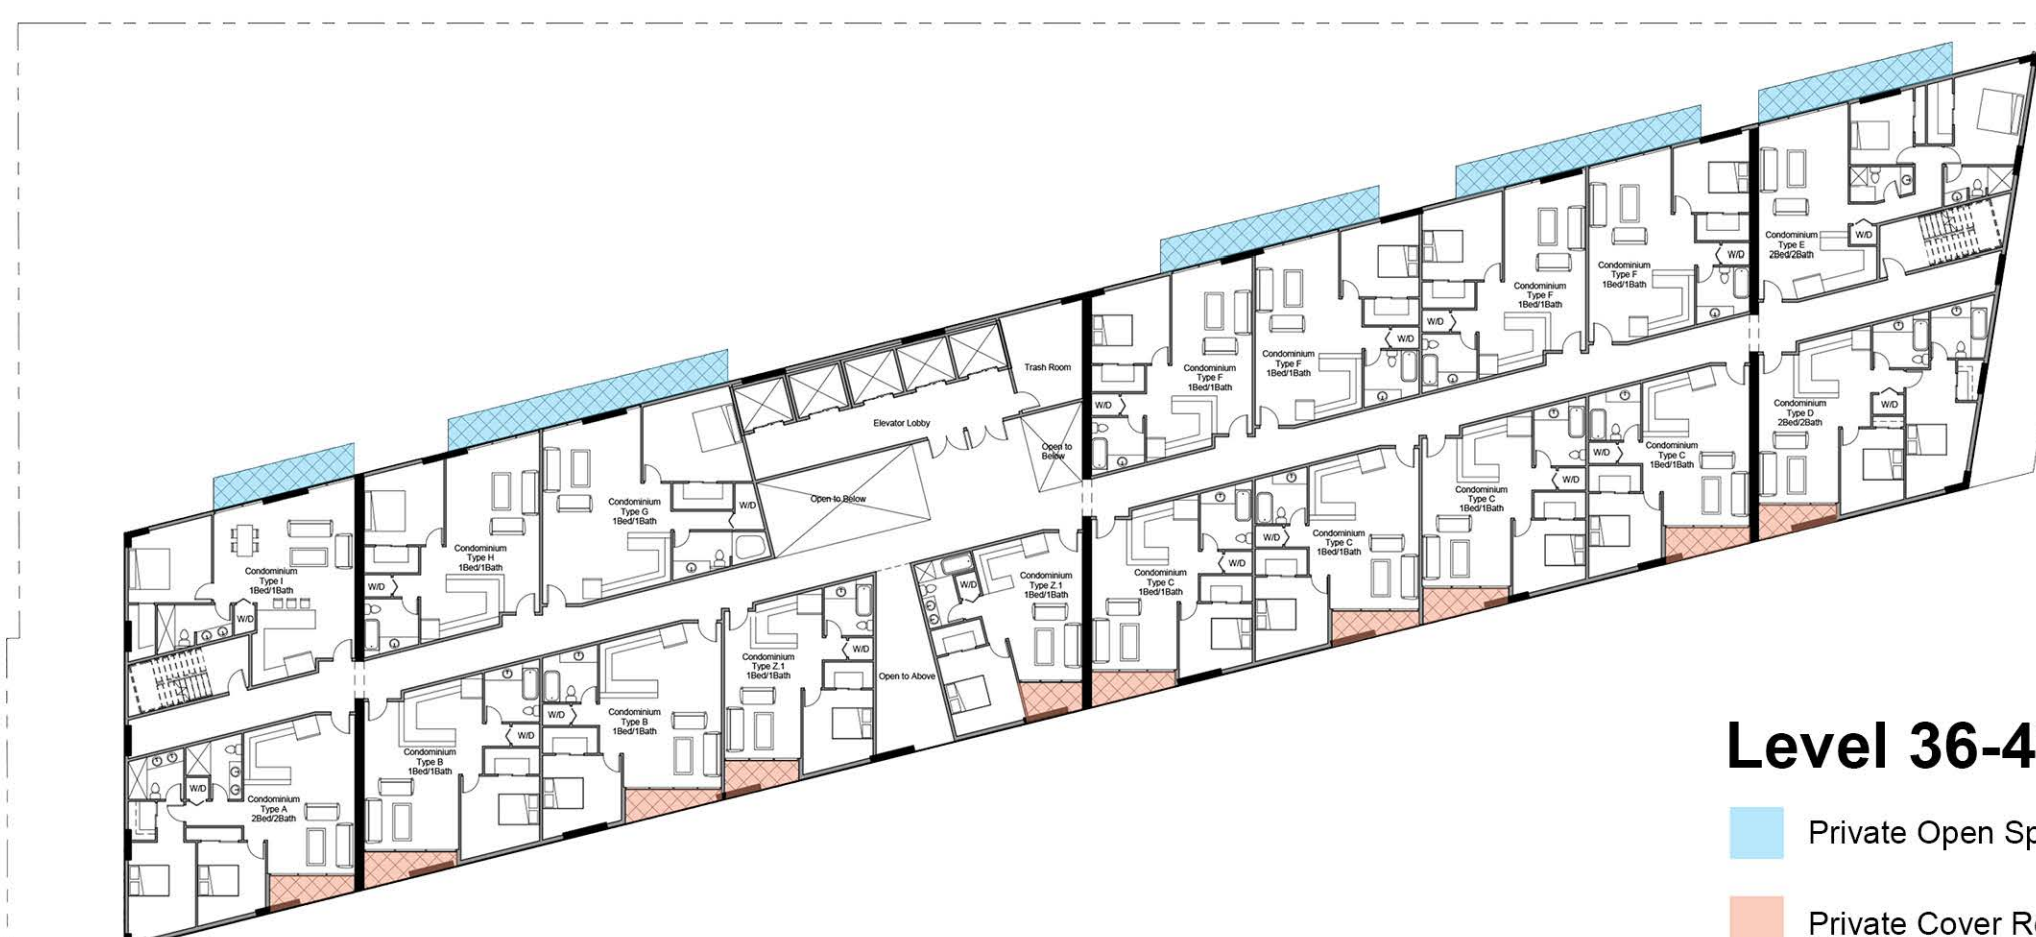 Condominium
Type E
2Bed/2Bath
W/D
Condominium
Type F
1Bed/1Bath
W/D
Condominium
Type F
1Bed/1Bath
W/D
Condominium
Type F
1Bed/1Bath
W/D
Condominium
Type F
1Bed/1Bath
W/D
Trash Room
Elevator Lobby
Open to
Below
Open to Below
Condominium
Type G
1Bed/1Bath
W/D
Condominium
Type H
1Bed/1Bath
W/D
Condominium
Type I
1Bed/1Bath
W/D
Condominium
Type D
2Bed/2Bath
W/D
Condominium
Type C
1Bed/1Bath
W/D
Condominium
Type C
1Bed/1Bath
W/D
Condominium
Type C
1Bed/1Bath
W/D
Condominium
Type C
1Bed/1Bath
W/D
Condominium
Type Z.1
1Bed/1Bath
W/D
Open to Above
Condominium
Type Z.1
1Bed/1Bath
W/D
Condominium
Type B
1Bed/1Bath
W/D
Condominium
Type B
1Bed/1Bath
W/D
Condominium
Type A
2Bed/2Bath
W/D
Level 36-4
Private Open Sp
Private Cover Re